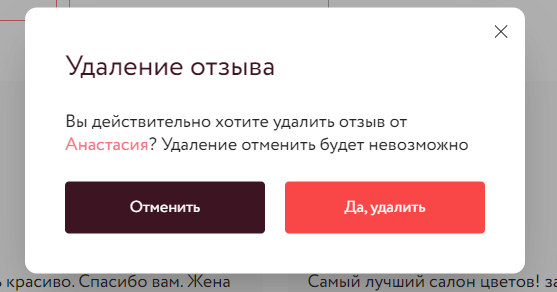 Удаление отзыва
Вы действительно хотите удалить отзыв от
Анастасия? Удаление отменить будет невозможно
Отменить
Да, удалить
красиво. Спасибо вам. Жена
Самый лучший салон цветов! за